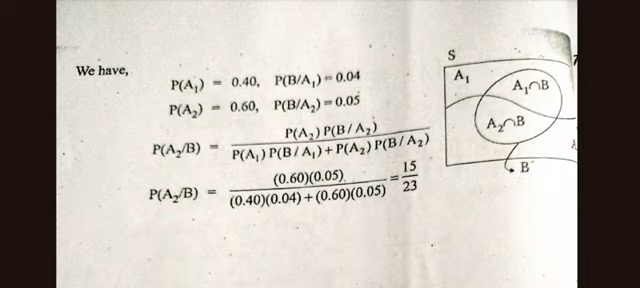 We have,
P(A₁) = 0.40, P(B/A₁) = 0.04
P(A₂) = 0.60, P(B/A₂) = 0.05
P(A₂/B) = P(A₂) P(B/A₂) / P(A₁) P(B/A₁) + P(A₂) P(B/A₂)
P(A₂/B) = (0.60)(0.05) / (0.40)(0.04) + (0.60)(0.05) = 15/23
S
A₁
A₁∩B
A₂∩B
B